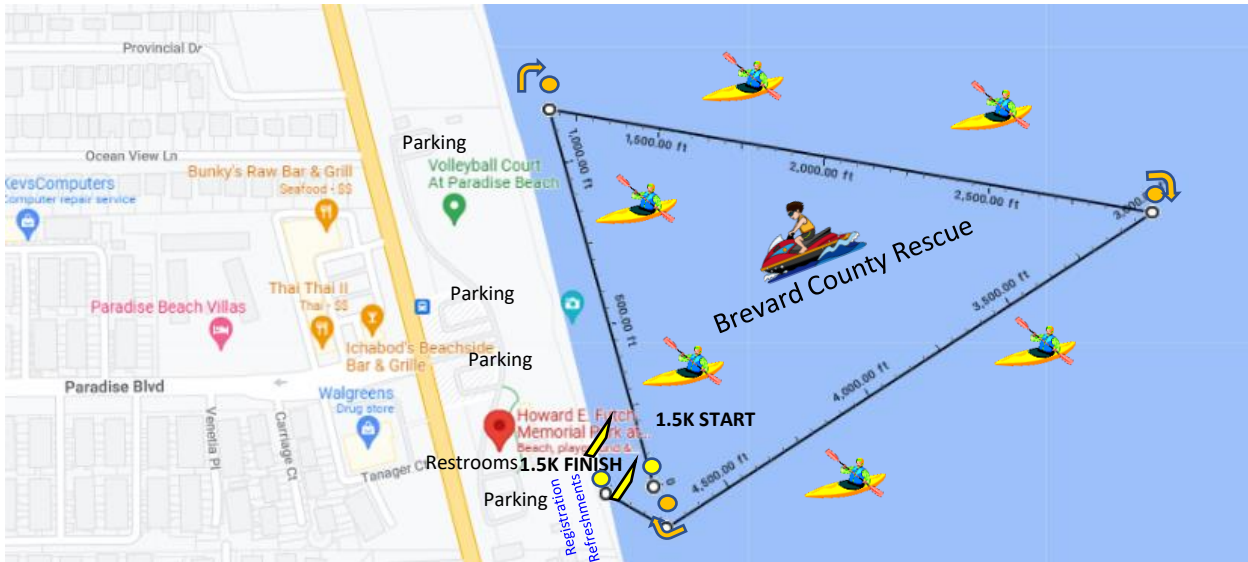 Provincial Dr
Ocean View Ln
KevsComputers
Computer repair service
Bunky's Raw Bar & Grill
Seafood · $$
Parking
Volleyball Court
At Paradise Beach
Parking
Thai Thai II
Thai · $$
Paradise Beach Villas
Ichabod's Beachside
Bar & Grille
Parking
Paradise Blvd
Walgreens
Drug store
Venetia Pl
Carriage Ct
Tanager Ct
Howard E. Futch
Memorial Park at...
Beach, playground &
Restrooms
1.5K FINISH
1.5K START
Parking
Registration
Refreshments
0
500.00 ft
1,000.00 ft
1,500.00 ft
2,000.00 ft
2,500.00 ft
3,500.00 ft
4,000.00 ft
4,500.00 ft
Brevard County Rescue